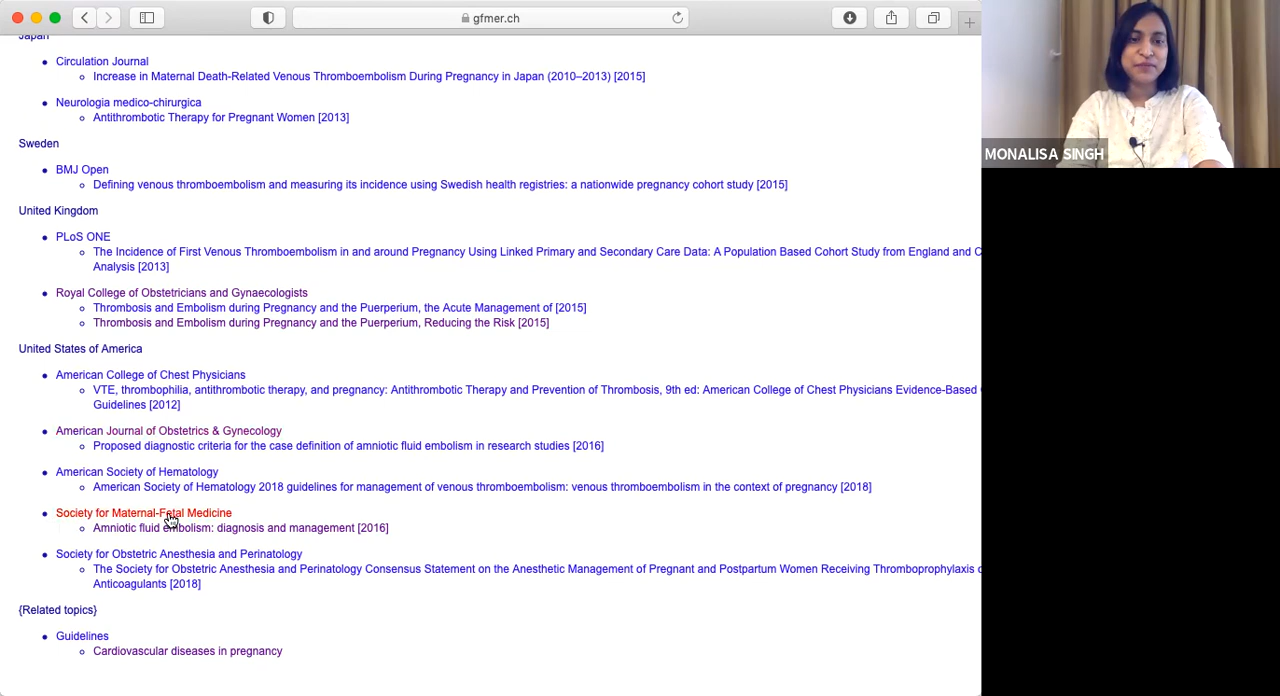 gfmer.ch
Japan
Circulation Journal
Increase in Maternal Death-Related Venous Thromboembolism During Pregnancy in Japan (2010–2013) [2015]
Neurologia medico-chirurgica
Antithrombotic Therapy for Pregnant Women [2013]
Sweden
BMJ Open
Defining venous thromboembolism and measuring its incidence using Swedish health registries: a nationwide pregnancy cohort study [2015]
United Kingdom
PLoS ONE
The Incidence of First Venous Thromboembolism in and around Pregnancy Using Linked Primary and Secondary Care Data: A Population Based Cohort Study from England and
Analysis [2013]
Royal College of Obstetricians and Gynaecologists
Thrombosis and Embolism during Pregnancy and the Puerperium, the Acute Management of [2015]
Thrombosis and Embolism during Pregnancy and the Puerperium, Reducing the Risk [2015]
United States of America
American College of Chest Physicians
VTE, thrombophilia, antithrombotic therapy, and pregnancy: Antithrombotic Therapy and Prevention of Thrombosis, 9th ed: American College of Chest Physicians Evidence-Based
Guidelines [2012]
American Journal of Obstetrics & Gynecology
Proposed diagnostic criteria for the case definition of amniotic fluid embolism in research studies [2016]
American Society of Hematology
American Society of Hematology 2018 guidelines for management of venous thromboembolism: venous thromboembolism in the context of pregnancy [2018]
Society for Maternal-Fetal Medicine
Amniotic fluid embolism: diagnosis and management [2016]
Society for Obstetric Anesthesia and Perinatology
The Society for Obstetric Anesthesia and Perinatology Consensus Statement on the Anesthetic Management of Pregnant and Postpartum Women Receiving Thromboprophylaxis
Anticoagulants [2018]
{Related topics}
Guidelines
Cardiovascular diseases in pregnancy
MONALISA SINGH